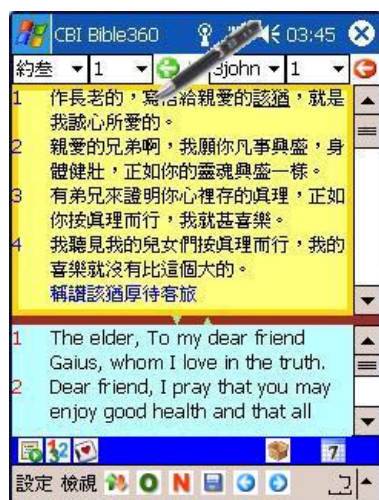 CBI Bible360 03:45
約叁 1 3john 1
1 作長老的，寫信給親愛的該猶，就是
我誠心所愛的。
2 親愛的兄弟啊，我願你凡事興盛，身
體健壯，正如你的靈魂興盛一樣。
3 有弟兄來證明你心裡存的真理，正如
你按真理而行，我就甚喜樂。
4 我聽見我的兒女們按真理而行，我的
喜樂就沒有比這個大的。
稱讚該猶厚待客旅
1 The elder, To my dear friend
Gaius, whom I love in the truth.
2 Dear friend, I pray that you may
enjoy good health and that all
32 7
設定 檢視 O N